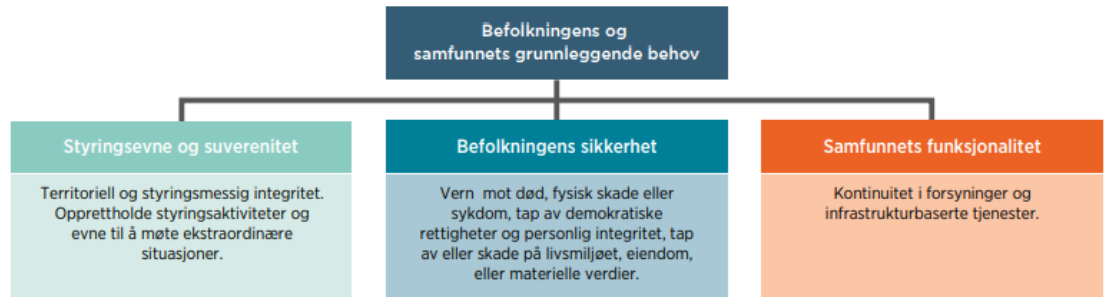 Befolkningens og
samfunnets grunnleggende behov
Styringsevne og suverenitet
Territoriell og styringsmessig integritet.
Opprettholde styringsaktiviteter og
evne til å møte ekstraordinære
situasjoner.
Befolkningens sikkerhet
Vern mot død, fysisk skade eller
sykdom, tap av demokratiske
rettigheter og personlig integritet, tap
av eller skade på livsmiljøet, eiendom,
eller materielle verdier.
Samfunnets funksjonalitet
Kontinuitet i forsyninger og
infrastrukturbaserte tjenester.